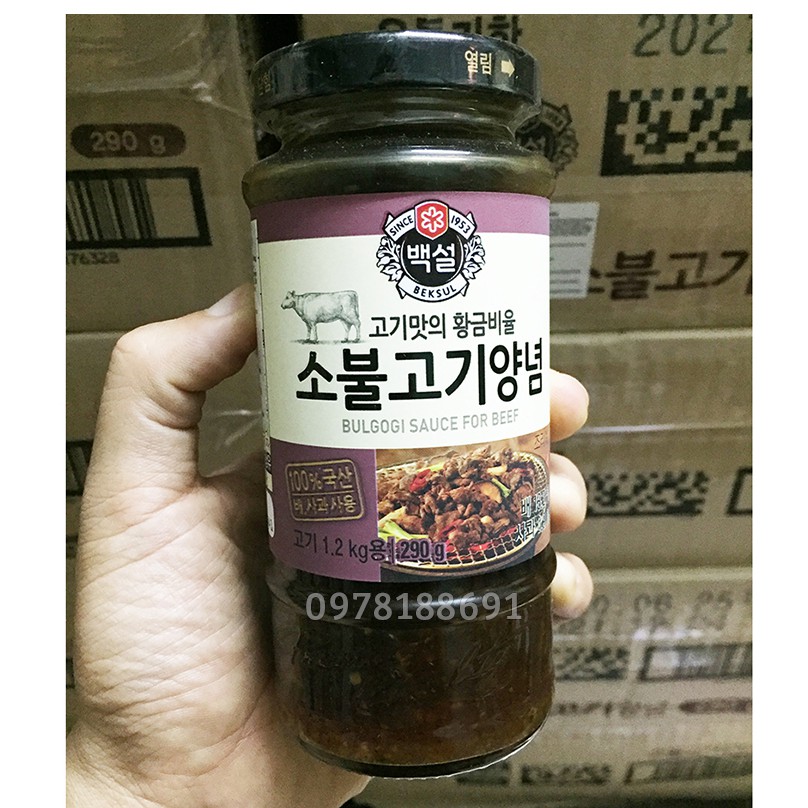 열림
2021
290 g
SINCE 1953
백설
BEKSUL
고기맛의 황금비율
소불고기양념
BULGOGI SAUCE FOR BEEF
소불고기
76328
100% 국산
배, 사과 사용
고기 1.2 kg용 290 g
0978188691